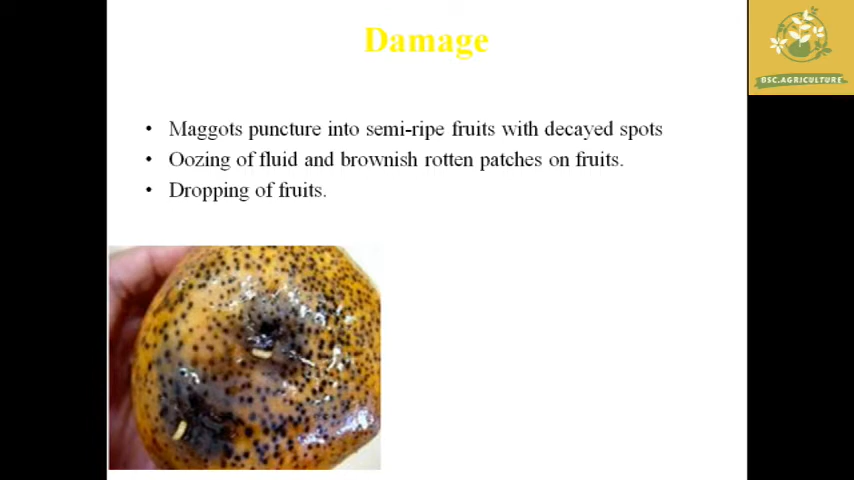 Damage
BSC.AGRICULTURE
• Maggots puncture into semi-ripe fruits with decayed spots
• Oozing of fluid and brownish rotten patches on fruits.
• Dropping of fruits.